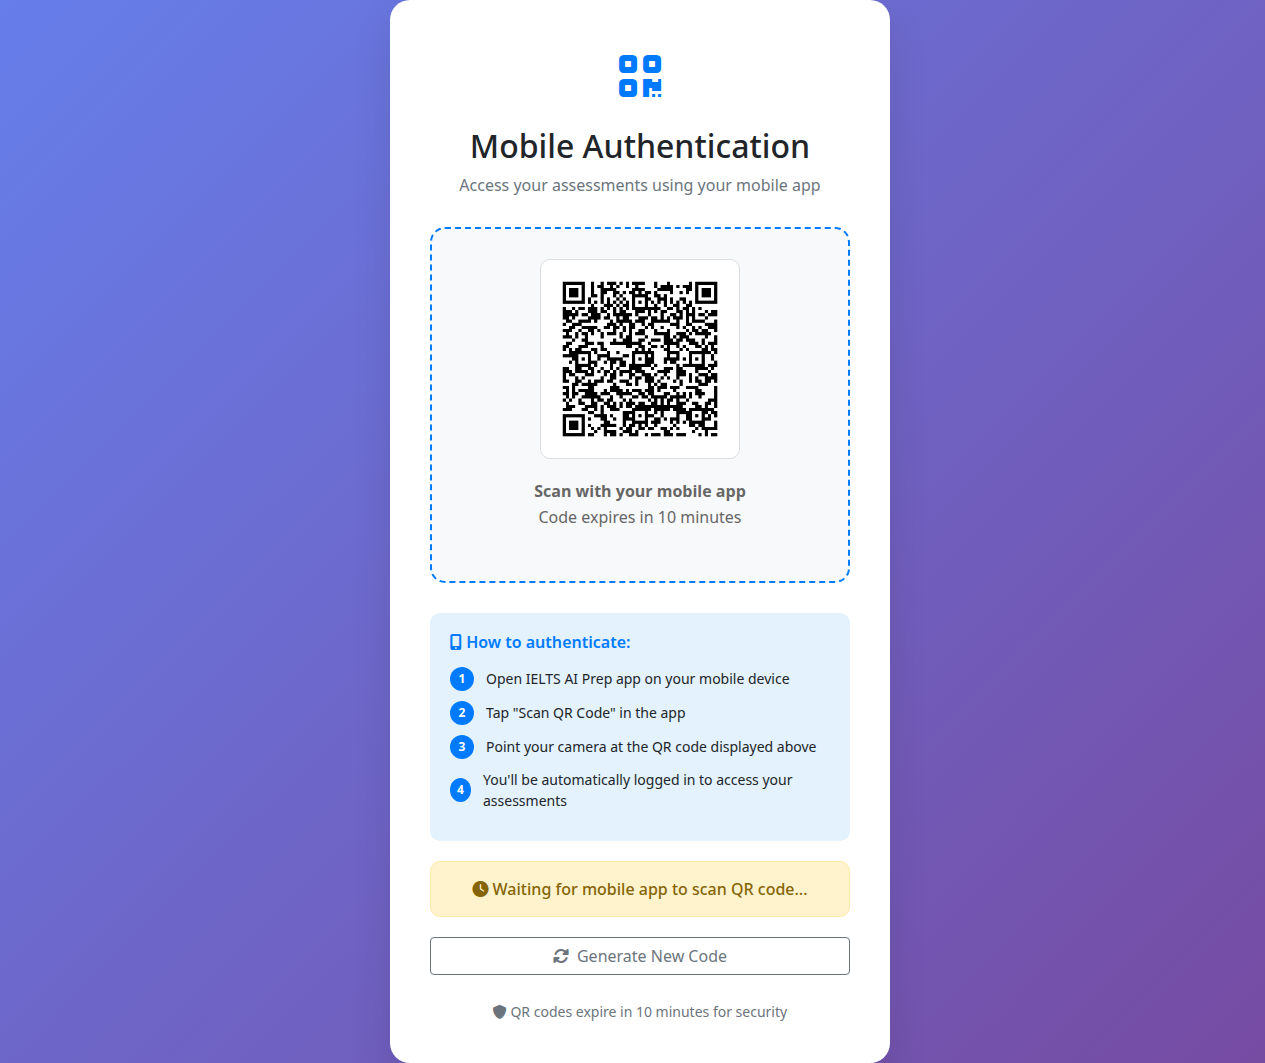 Mobile Authentication
Access your assessments using your mobile app
Scan with your mobile app
Code expires in 10 minutes
How to authenticate:
1 Open IELTS AI Prep app on your mobile device
2 Tap "Scan QR Code" in the app
3 Point your camera at the QR code displayed above
4 You'll be automatically logged in to access your
assessments
Waiting for mobile app to scan QR code...
Generate New Code
QR codes expire in 10 minutes for security